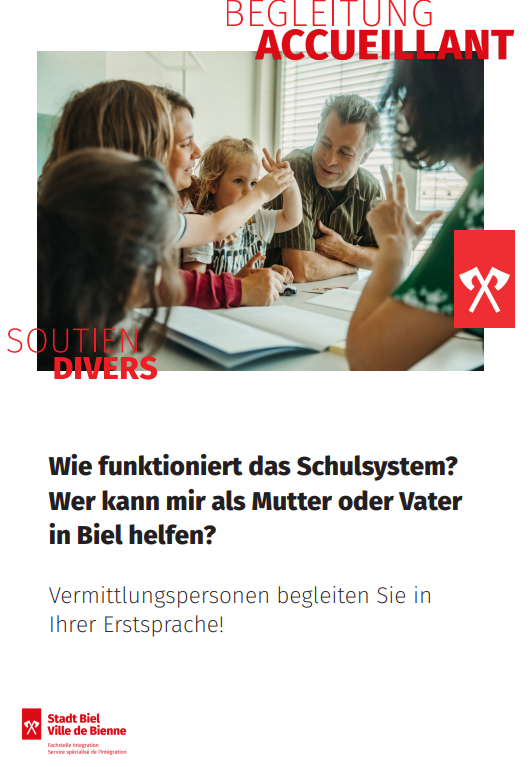 BEGLEITUNG
ACCUEILLANT
SOUTIEN
DIVERS
Wie funktioniert das Schulsystem?
Wer kann mir als Mutter oder Vater
in Biel helfen?
Vermittlungspersonen begleiten Sie in
Ihrer Erstsprache!
Stadt Biel
Ville de Bienne
Fachstelle Integration
Service spécialisé de l'intégration